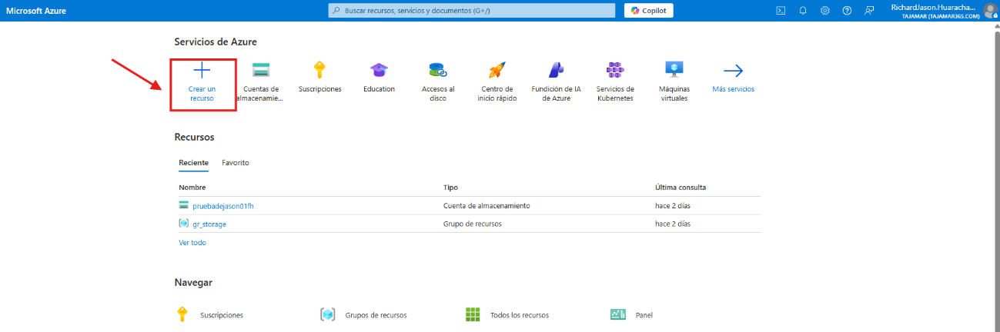 Microsoft Azure
Buscar recursos, servicios y documentos (G+/)
Copilot
RichardJason.Huaracha...
TAJAMAR (TAJAMAR365.COM)
Servicios de Azure
Crear un
recurso
Cuentas de
almacenamie...
Suscripciones
Education
Accesos al
disco
Centro de
inicio rápido
Fundición de IA
de Azure
Servicios de
Kubernetes
Máquinas
virtuales
Más servicios
Recursos
Reciente
Favorito
Nombre
Tipo
Última consulta
pruebadejason01fh
Cuenta de almacenamiento
hace 2 días
gr_storage
Grupo de recursos
hace 2 días
Ver todo
Navegar
Suscripciones
Grupos de recursos
Todos los recursos
Panel